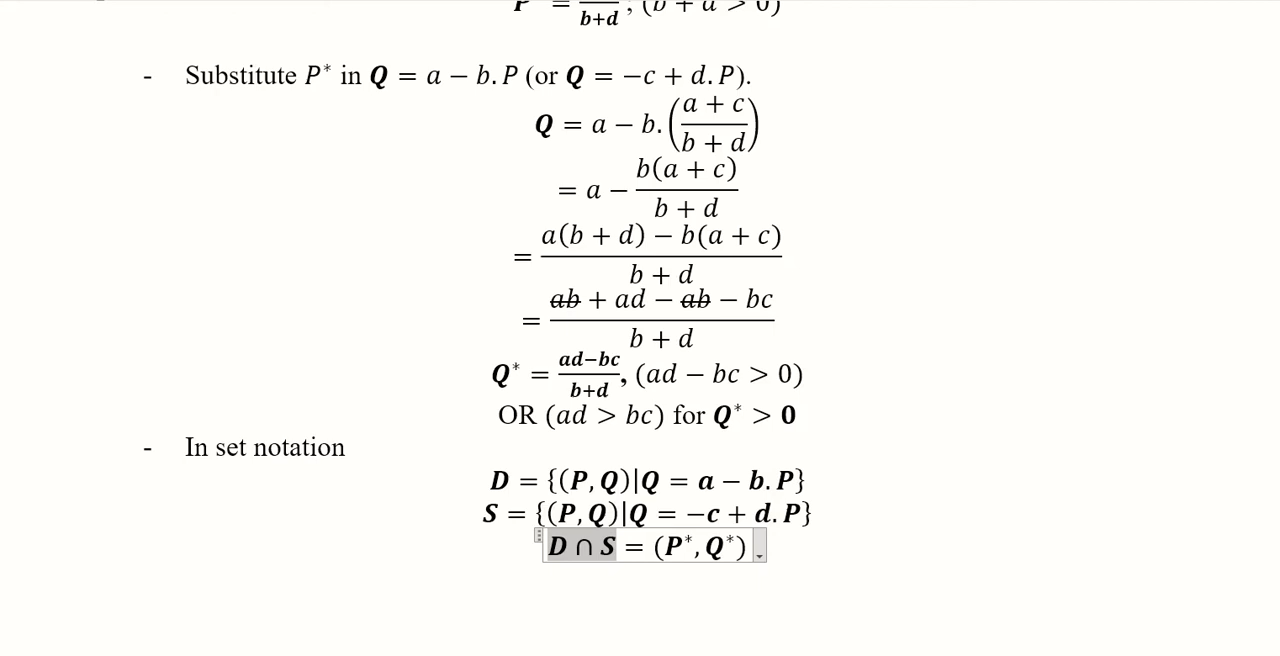 P* = /b+d, (b + d > 0)
- Substitute P* in Q = a − b.P (or Q = −c + d.P).
Q = a − b.((a + c)/(b + d))
= a − b(a + c)/(b + d)
= (a(b + d) − b(a + c))/(b + d)
= (ab + ad − ab − bc)/(b + d)
Q* = (ad−bc)/(b+d), (ad − bc > 0)
OR (ad > bc) for Q* > 0
- In set notation
D = {(P, Q)|Q = a − b.P}
S = {(P, Q)|Q = −c + d.P}
D ∩ S = (P*, Q*)